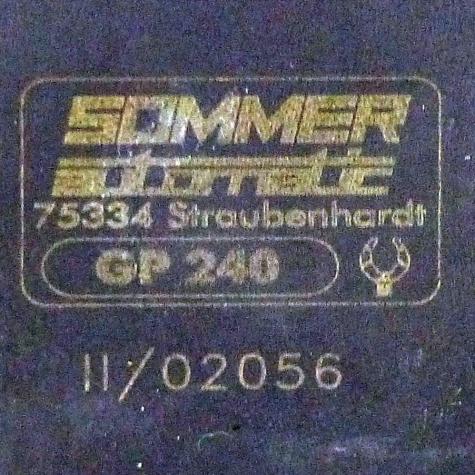 SOMMER
automatic
75334 Straubenhardt
GP 240
11/02056